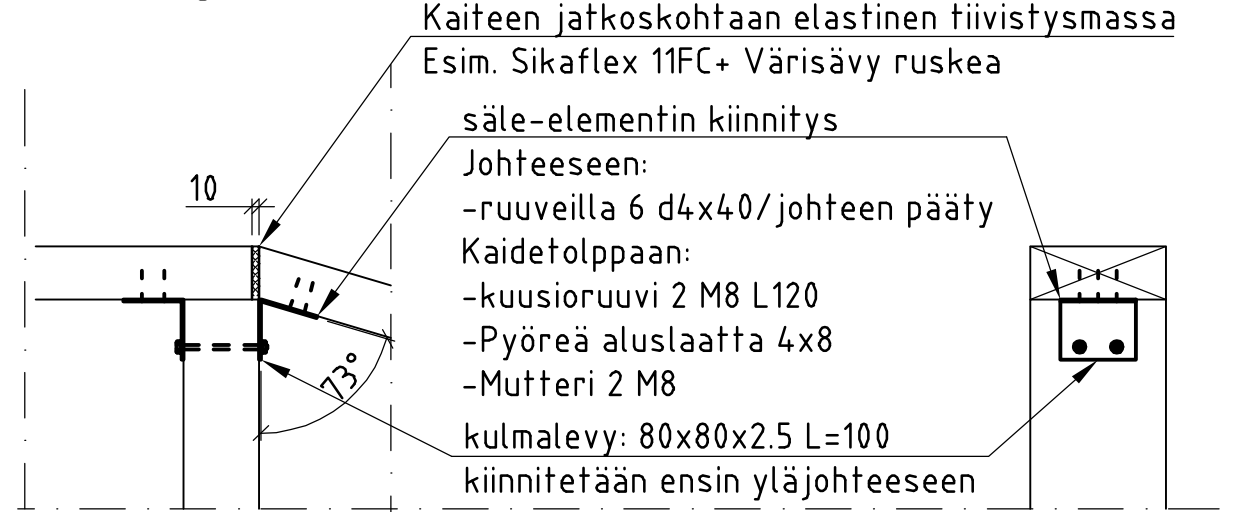 Kaiteen jatkoskohtaan elastinen tiivistysmassa
Esim. Sikaflex 11FC+ Värisävy ruskea
säle-elementin kiinnitys
Johteeseen:
-ruuveilla 6 d4x40/johteen pääty
Kaidetolppaan:
-kuusioruuvi 2 M8 L120
-Pyöreä aluslaatta 4x8
-Mutteri 2 M8
kulmalevy: 80x80x2.5 L=100
kiinnitetään ensin yläjohteeseen
10
73°